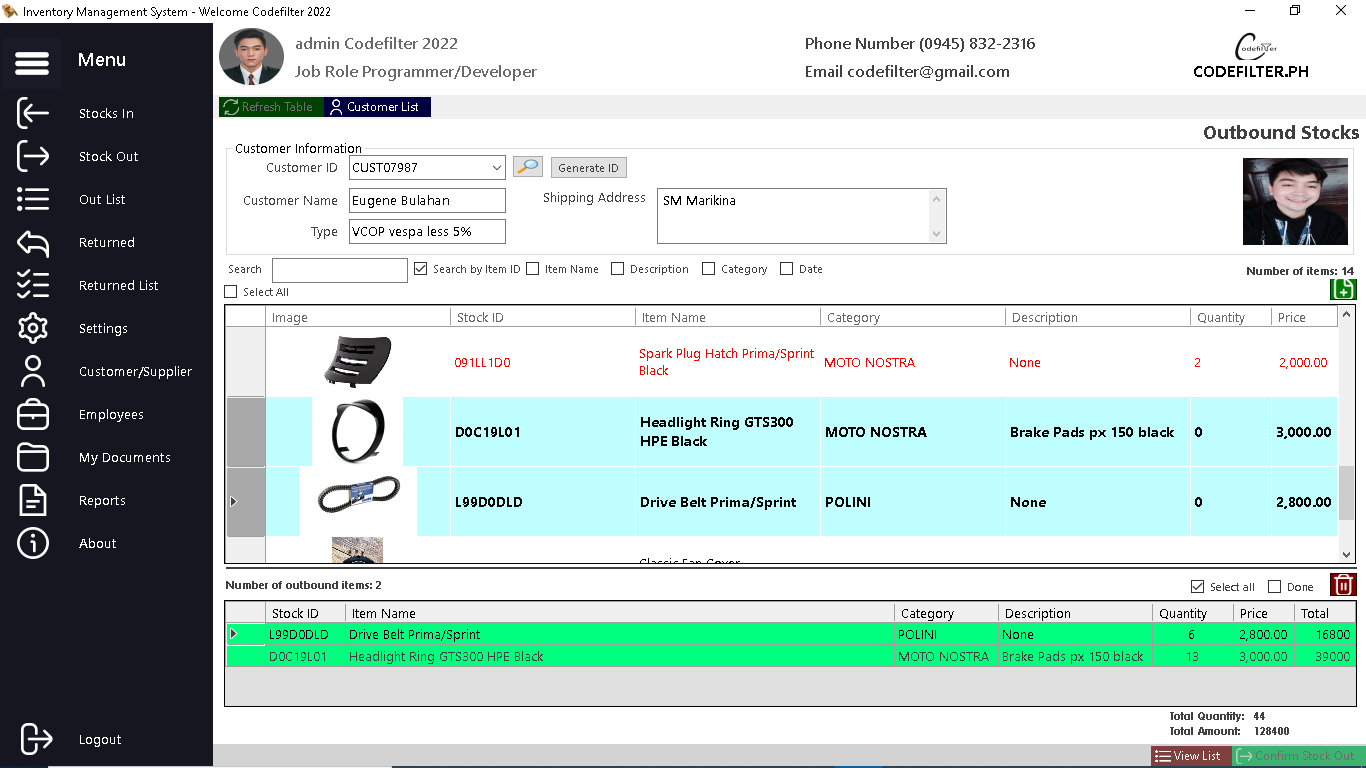 Inventory Management System - Welcome Codefilter 2022
Menu
Stocks In
Stock Out
Out List
Returned
Returned List
Settings
Customer/Supplier
Employees
My Documents
Reports
About
Logout
admin Codefilter 2022
Job Role Programmer/Developer
Phone Number (0945) 832-2316
Email codefilter@gmail.com
Codefilter
CODEFILTER.PH
Refresh Table
Customer List
Outbound Stocks
Customer Information
Customer ID
CUST07987
Generate ID
Customer Name
Eugene Bulahan
Shipping Address
SM Marikina
Type
VCOP vespa less 5%
Search
Search by Item ID
Item Name
Description
Category
Date
Number of items: 14
Select All
Image Stock ID Item Name Category Description Quantity Price
091LL1D0 Spark Plug Hatch Prima/Sprint Black MOTO NOSTRA None 2 2,000.00
D0C19L01 Headlight Ring GTS300 HPE Black MOTO NOSTRA Brake Pads px 150 black 0 3,000.00
L99D0DLD Drive Belt Prima/Sprint POLINI None 0 2,800.00
Classic Fan Cover
Number of outbound items: 2
Select all
Done
Stock ID Item Name Category Description Quantity Price Total
L99D0DLD Drive Belt Prima/Sprint POLINI None 6 2,800.00 16800
D0C19L01 Headlight Ring GTS300 HPE Black MOTO NOSTRA Brake Pads px 150 black 13 3,000.00 39000
Total Quantity: 44
Total Amount: 128400
View List
Confirm Stock Out